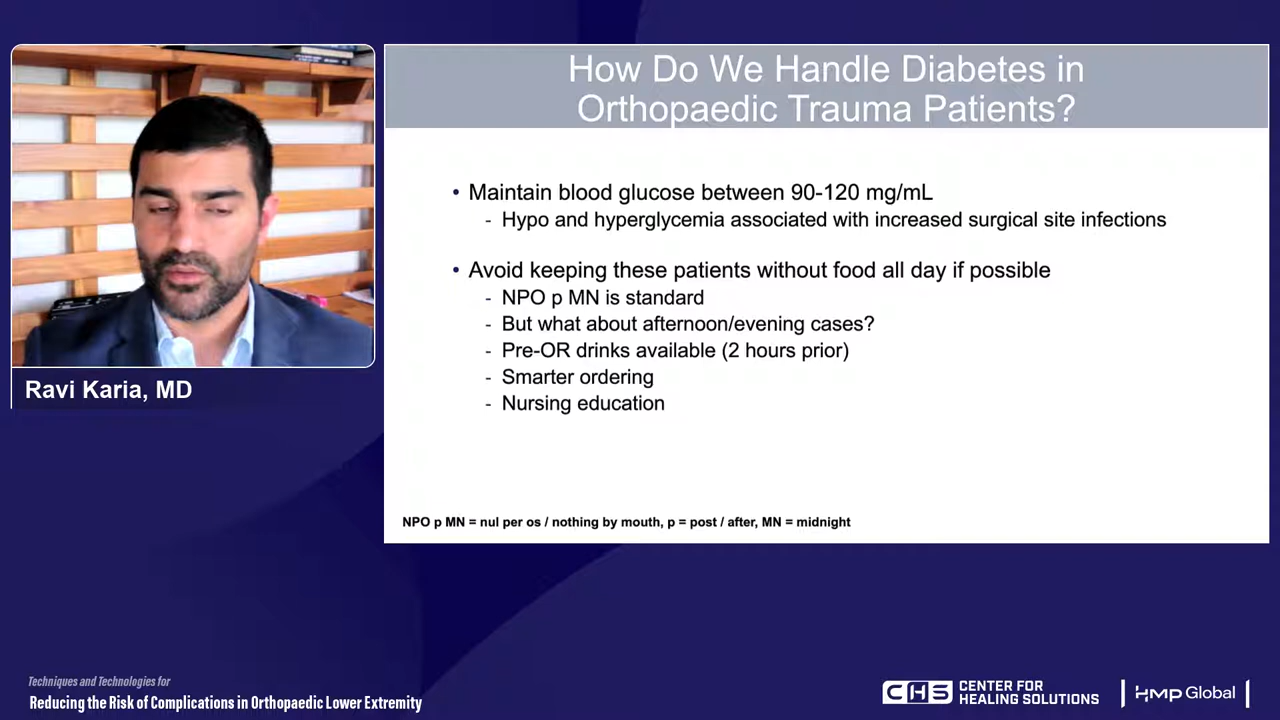 How Do We Handle Diabetes in
Orthopaedic Trauma Patients?
• Maintain blood glucose between 90-120 mg/mL
- Hypo and hyperglycemia associated with increased surgical site infections
• Avoid keeping these patients without food all day if possible
- NPO p MN is standard
- But what about afternoon/evening cases?
- Pre-OR drinks available (2 hours prior)
- Smarter ordering
- Nursing education
NPO p MN = nul per os / nothing by mouth, p = post / after, MN = midnight
Ravi Karia, MD
Techniques and Technologies for
Reducing the Risk of Complications in Orthopaedic Lower Extremity
CHS CENTER FOR
HEALING SOLUTIONS
HMP Global